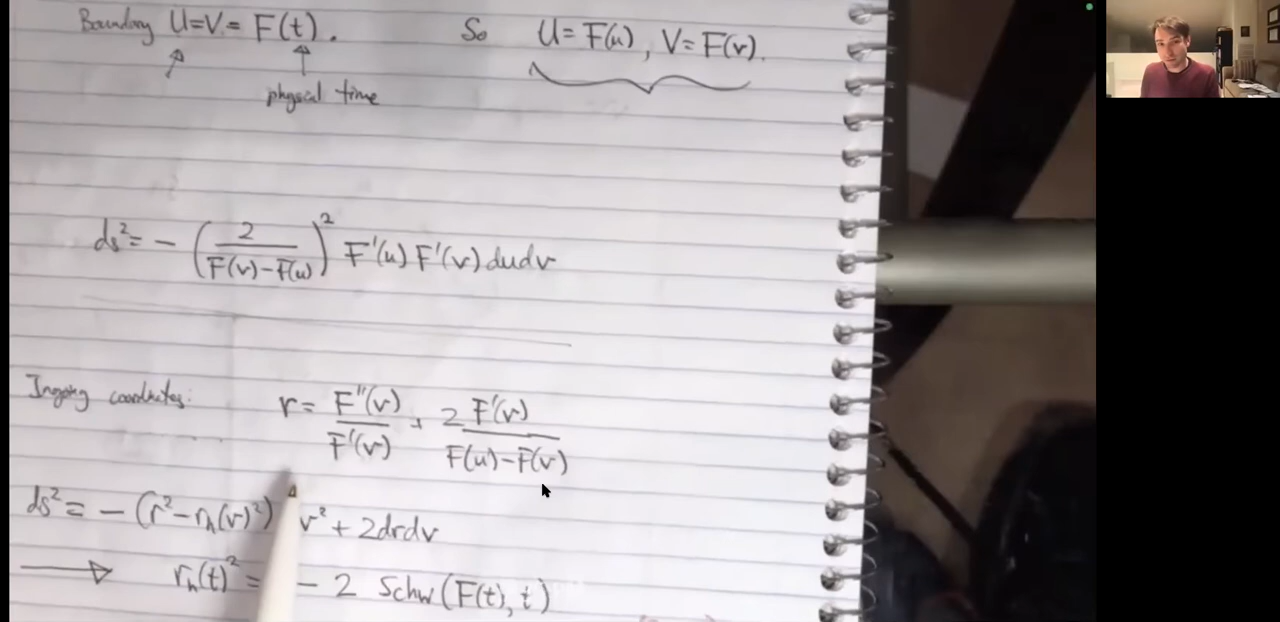 Boundary U=V= F(t). So U= F(u), V=F(v).
physical time
ds²= - (2/(F(v)-F(u)))² F'(u) F'(v) du dv
Ingoing coordinates: r = F''(v)/F'(v) + 2 F'(v)/(F(u)-F(v))
ds² = - (r² - r_h(v)²) v² + 2drdv
→ r_h(t)² = - 2 Schw(F(t), t)